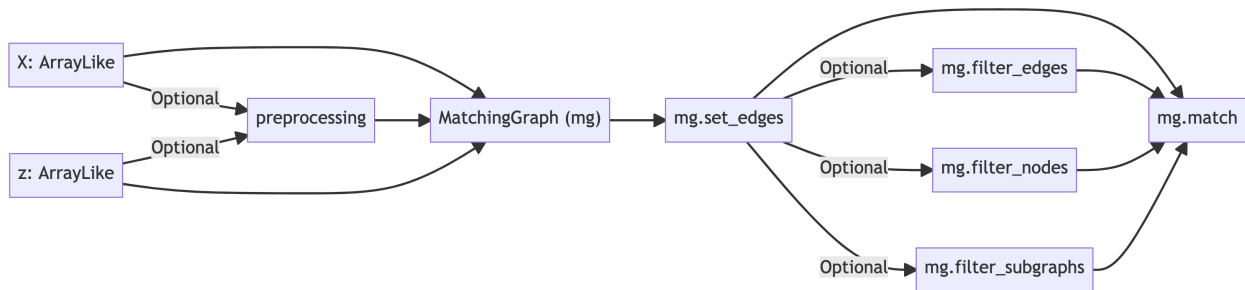 X: ArrayLike
Optional
z: ArrayLike
Optional
preprocessing
MatchingGraph (mg)
mg.set_edges
Optional
mg.filter_edges
Optional
mg.filter_nodes
Optional
mg.filter_subgraphs
mg.match